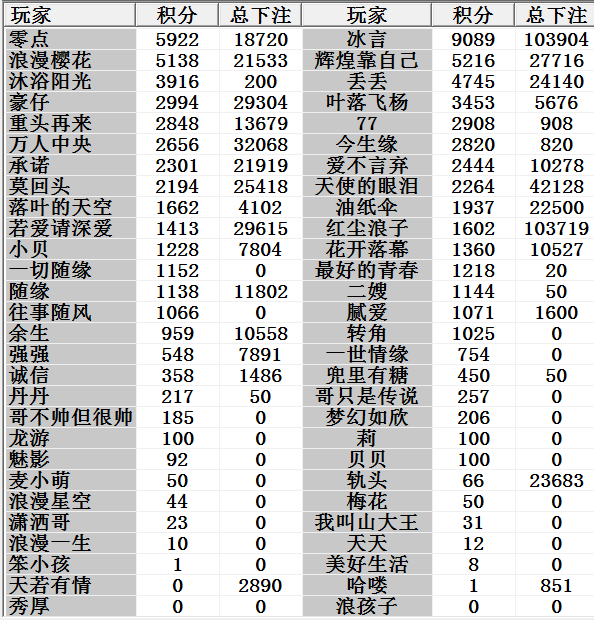 玩家 积分 总下注 玩家 积分 总下注
零点 5922 18720 冰言 9089 103904
浪漫樱花 5138 21533 辉煌靠自己 5216 27716
沐浴阳光 3916 200 丢丢 4745 24140
豪仔 2994 29304 叶落飞杨 3453 5676
重头再来 2848 13679 77 2908 908
万人中央 2656 32068 今生缘 2820 820
承诺 2301 21919 爱不言弃 2444 10278
莫回头 2194 25418 天使的眼泪 2264 42128
落叶的天空 1662 4102 油纸伞 1937 22500
若爱请深爱 1413 29615 红尘浪子 1602 103719
小贝 1228 7804 花开落幕 1360 10527
一切随缘 1152 0 最好的青春 1218 20
随缘 1138 11802 二嫂 1144 50
往事随风 1066 0 腻爱 1071 1600
余生 959 10558 转角 1025 0
强强 548 7891 一世情缘 754 0
诚信 358 1486 兜里有糖 450 50
丹丹 217 50 哥只是传说 257 0
哥不帅但很帅 185 0 梦幻如欣 206 0
龙游 100 0 莉 100 0
魅影 92 0 贝贝 100 0
麦小萌 50 0 轨头 66 23683
浪漫星空 44 0 梅花 50 0
潇洒哥 23 0 我叫山大王 31 0
浪漫一生 10 0 天天 12 0
笨小孩 1 0 美好生活 8 0
天若有情 0 2890 哈喽 1 851
秀厚 0 0 浪孩子 0 0